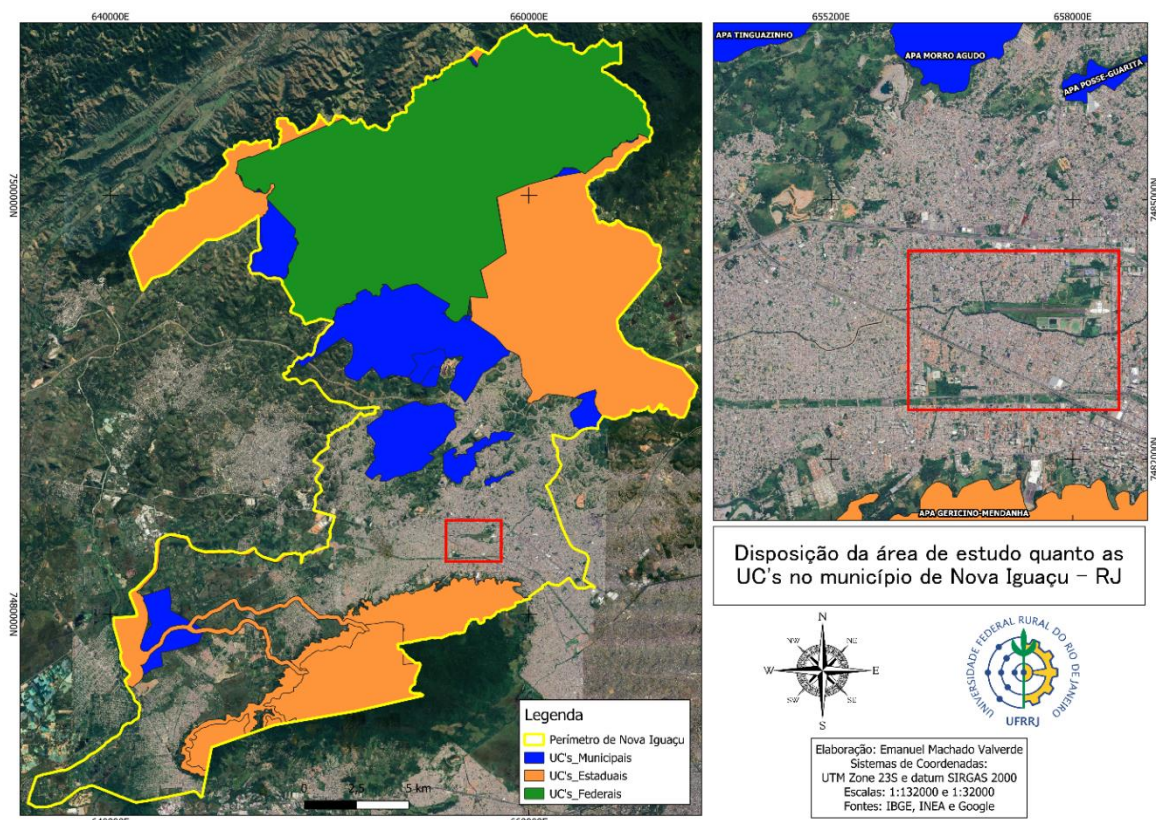 640000E
660000E
7500000N
7480000N
640000E
660000E
Legenda
Perímetro de Nova Iguaçu
UC's_Municipais
UC's_Estaduais
UC's_Federais
0
2.5
5 km
655200E
658000E
APA TINGUAZINHO
APA MORRO AGUDO
APA POSSE-GUARITA
7485000N
7482000N
APA GERICINO-MENDANHA
Disposição da área de estudo quanto as
UC's no município de Nova Iguaçu – RJ
N
NW
NE
W
E
SW
SE
S
UNIVERSIDADE FEDERAL RURAL DO RIO DE JANEIRO
UFRRJ
Elaboração: Emanuel Machado Valverde
Sistemas de Coordenadas:
UTM Zone 23S e datum SIRGAS 2000
Escalas: 1:132000 e 1:32000
Fontes: IBGE, INEA e Google